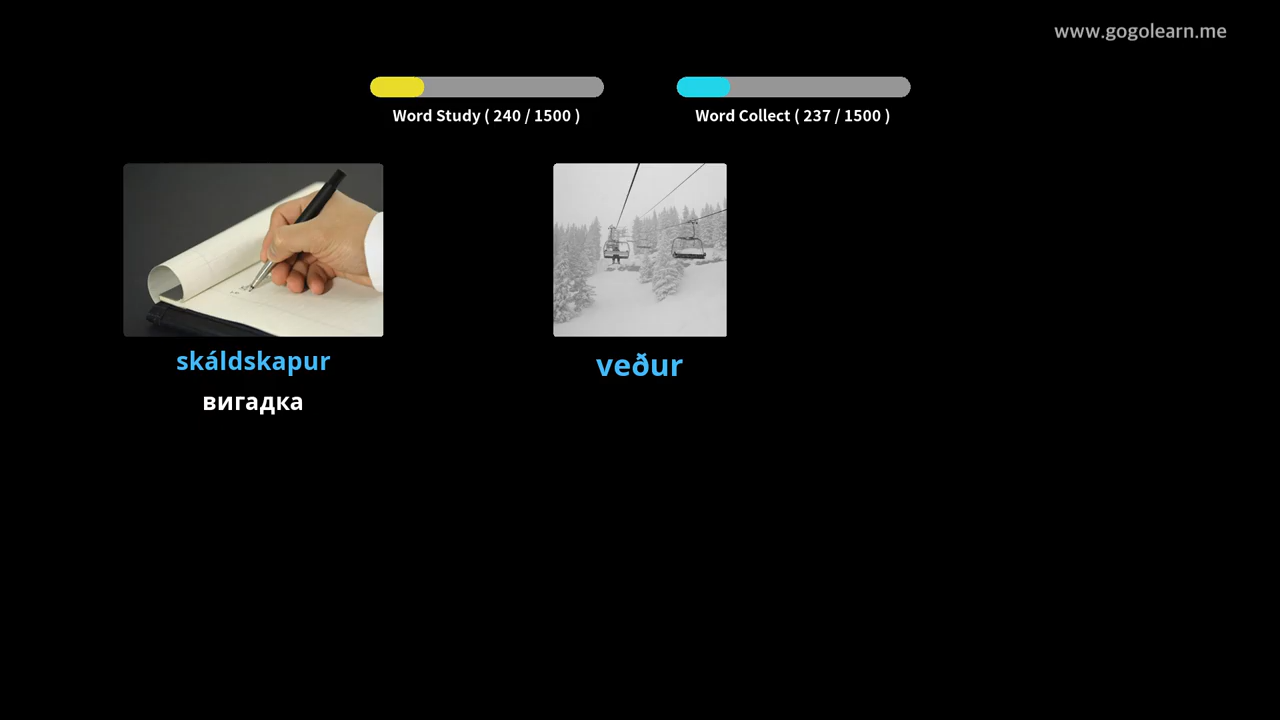 www.gogolearn.me
Word Study ( 240 / 1500 )
Word Collect ( 237 / 1500 )
skáldskapur
вигадка
veður